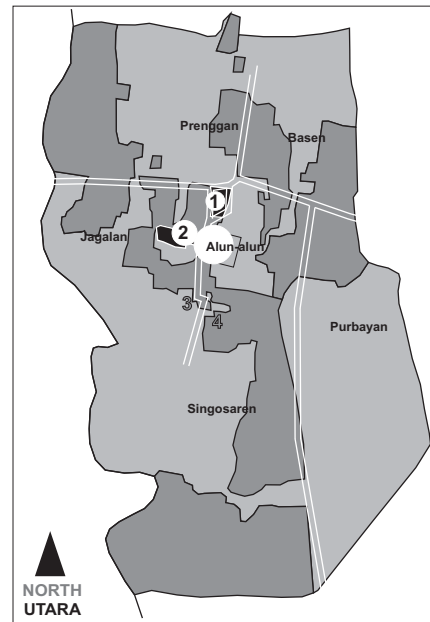 Prenggan
Basen
1
Jagalan
2
Alun-alun
3
4
Purbayan
Singosaren
NORTH
UTARA